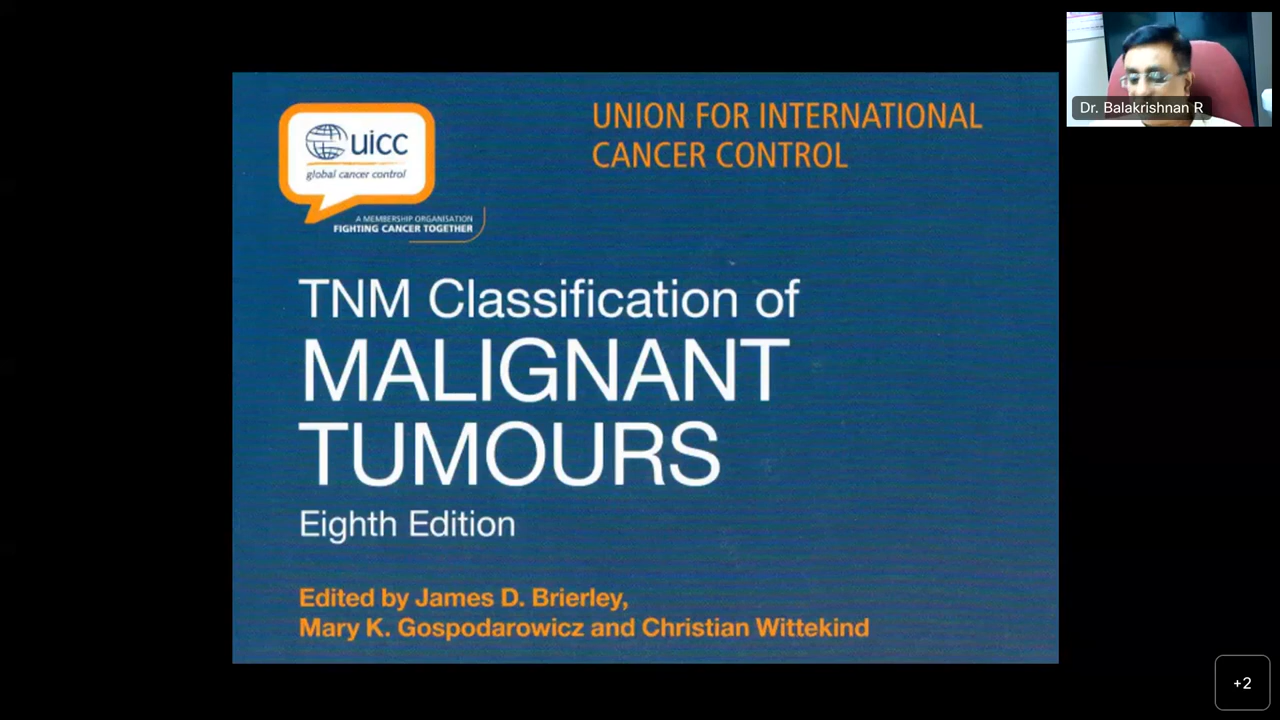 uicc
global cancer control
A MEMBERSHIP ORGANISATION
FIGHTING CANCER TOGETHER
UNION FOR INTERNATIONAL
CANCER CONTROL
TNM Classification of
MALIGNANT
TUMOURS
Eighth Edition
Edited by James D. Brierley,
Mary K. Gospodarowicz and Christian Wittekind
Dr. Balakrishnan R
+2